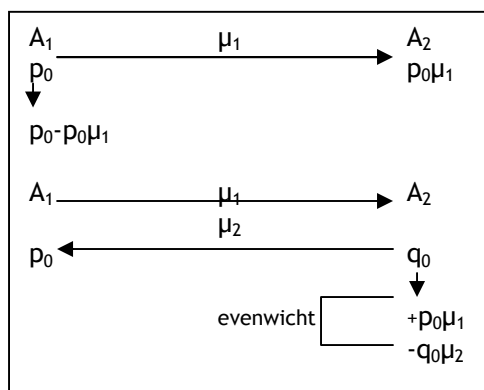 A₁ μ₁ A₂
p₀ p₀μ₁
p₀-p₀μ₁
A₁ μ₁ A₂
μ₂
p₀ q₀
evenwicht +p₀μ₁
-q₀μ₂